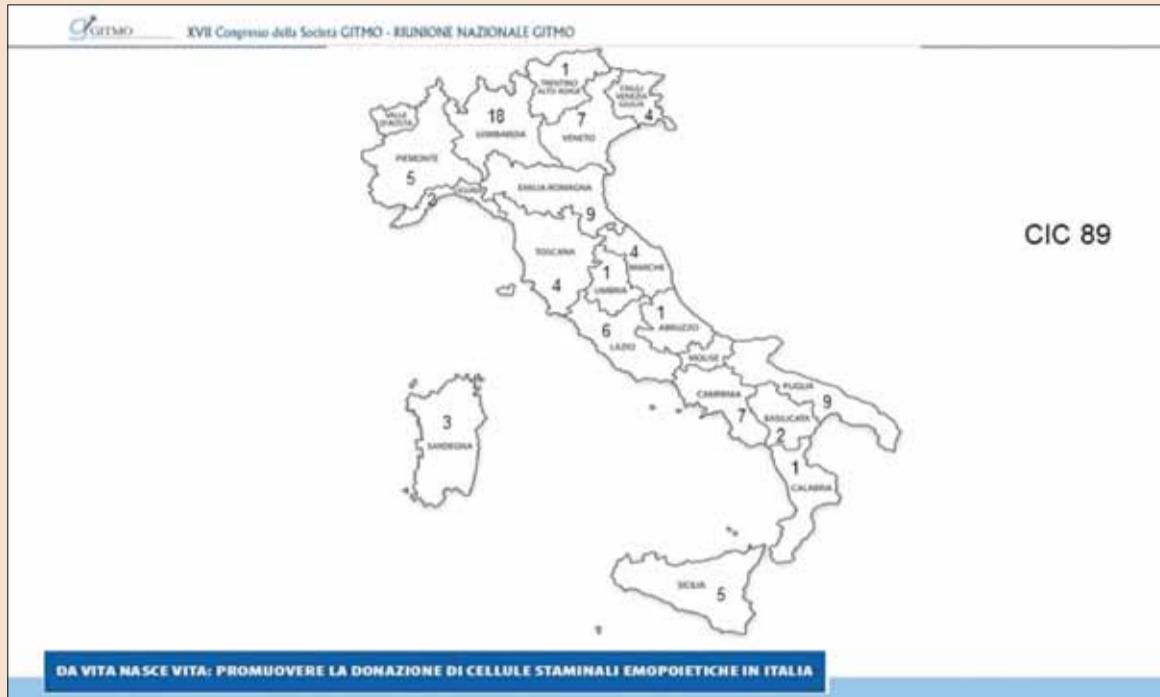 GITMO XVII Congresso della Società GITMO - RIUNIONE NAZIONALE GITMO
1
TRENTINO
ALTO ADIGE
FRIULI
VENEZIA
GIULIA
4
VALLE
D'AOSTA
18
LOMBARDIA
7
VENETO
PIEMONTE
5
2
LIGURIA
EMILIA-ROMAGNA
9
CIC 89
TOSCANA
4
4
MARCHE
1
UMBRIA
1
ABRUZZO
6
LAZIO
MOLISE
CAMPANIA
7
PUGLIA
9
BASILICATA
2
3
SARDEGNA
1
CALABRIA
SICILIA
5
DA VITA NASCE VITA: PROMUOVERE LA DONAZIONE DI CELLULE STAMINALI EMOPOIETICHE IN ITALIA